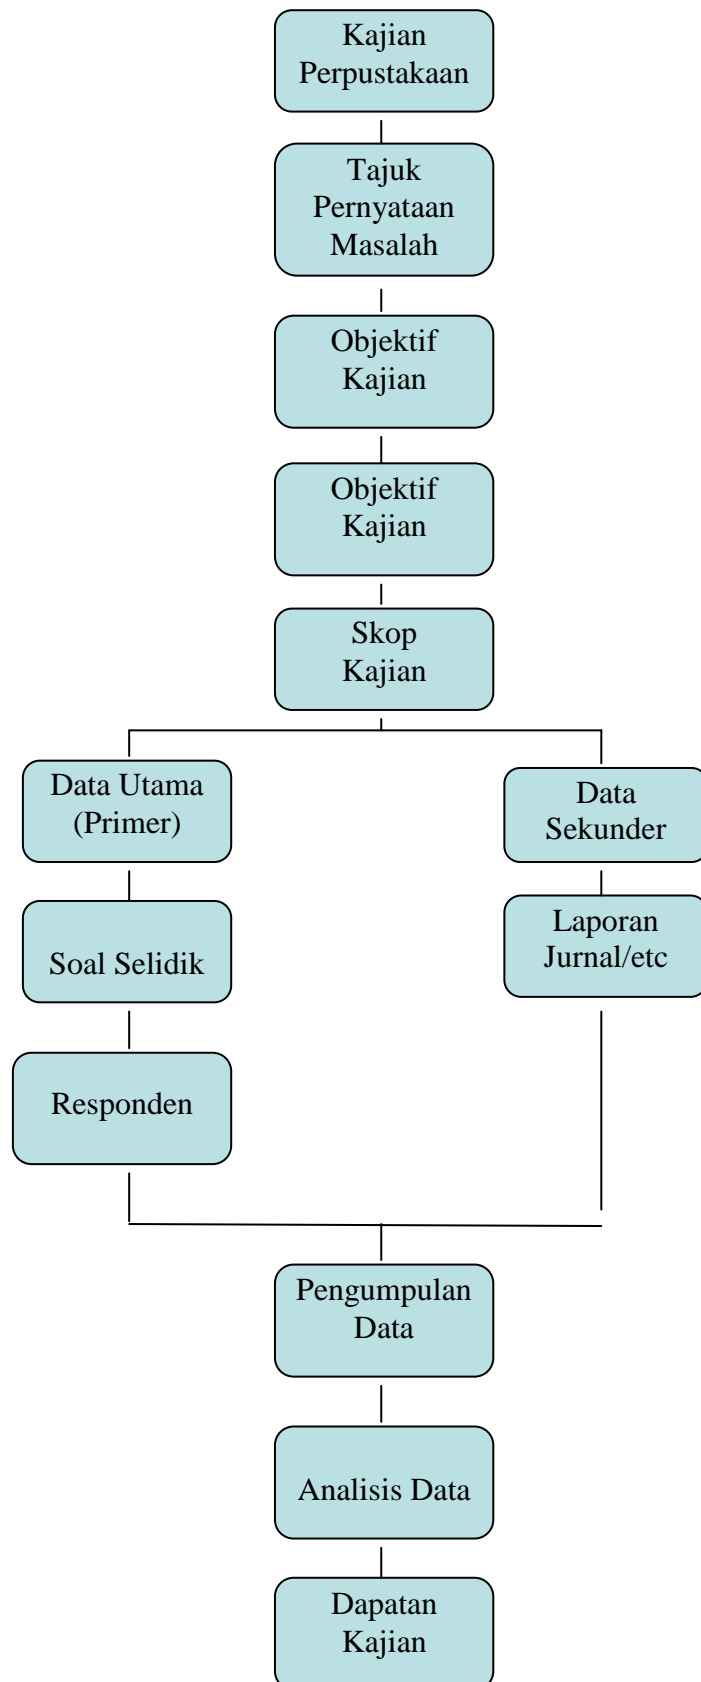 Kajian
Perpustakaan
Tajuk
Pernyataan
Masalah
Objektif
Kajian
Objektif
Kajian
Skop
Kajian
Data Utama
(Primer)
Soal Selidik
Responden
Data
Sekunder
Laporan
Jurnal/etc
Pengumpulan
Data
Analisis Data
Dapatan
Kajian